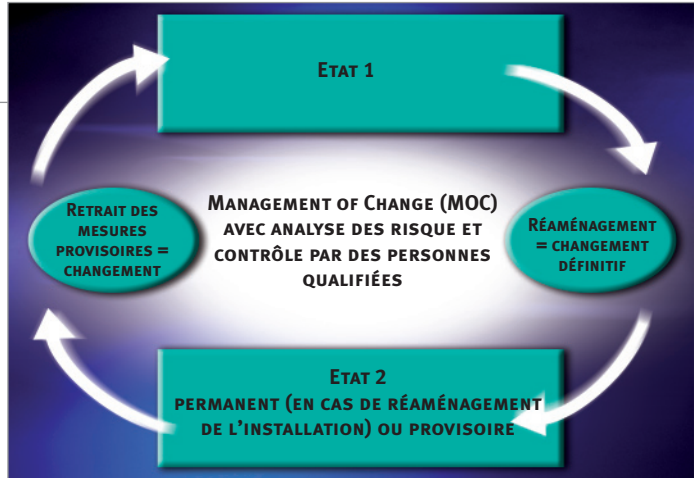 ETAT 1
RETRAIT DES
MESURES
PROVISOIRES =
CHANGEMENT
MANAGEMENT OF CHANGE (MOC)
AVEC ANALYSE DES RISQUE ET
CONTRÔLE PAR DES PERSONNES
QUALIFIÉES
RÉAMÉNAGEMENT
= CHANGEMENT
DÉFINITIF
ETAT 2
PERMANENT (EN CAS DE RÉAMÉNAGEMENT
DE L'INSTALLATION) OU PROVISOIRE